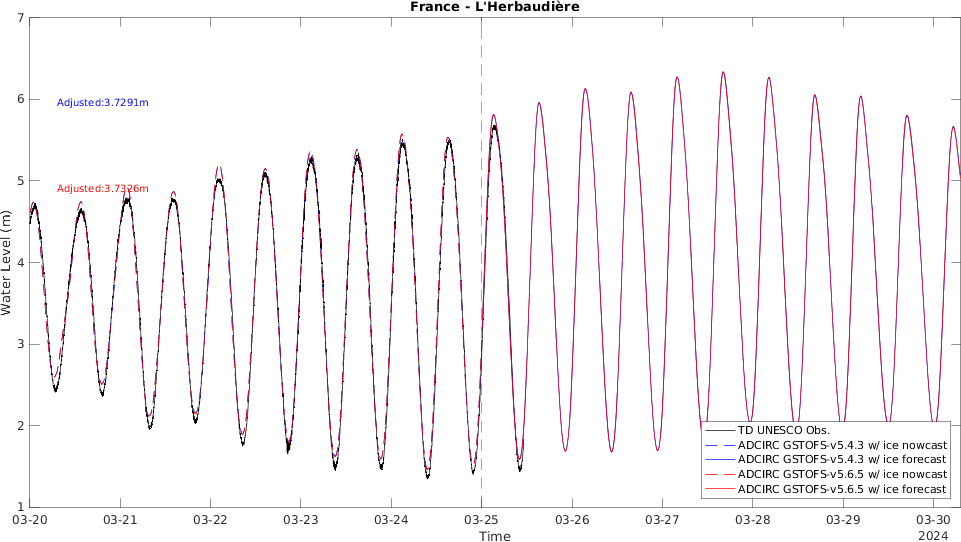 France - L'Herbaudière
7
6
5
4
3
2
1
Water Level (m)
Adjusted:3.7291m
Adjusted:3.7326m
TD UNESCO Obs.
ADCIRC GSTOFS-v5.4.3 w/ ice nowcast
ADCIRC GSTOFS-v5.4.3 w/ ice forecast
ADCIRC GSTOFS-v5.6.5 w/ ice nowcast
ADCIRC GSTOFS-v5.6.5 w/ ice forecast
03-20 03-21 03-22 03-23 03-24 03-25 03-26 03-27 03-28 03-29 03-30
Time
2024